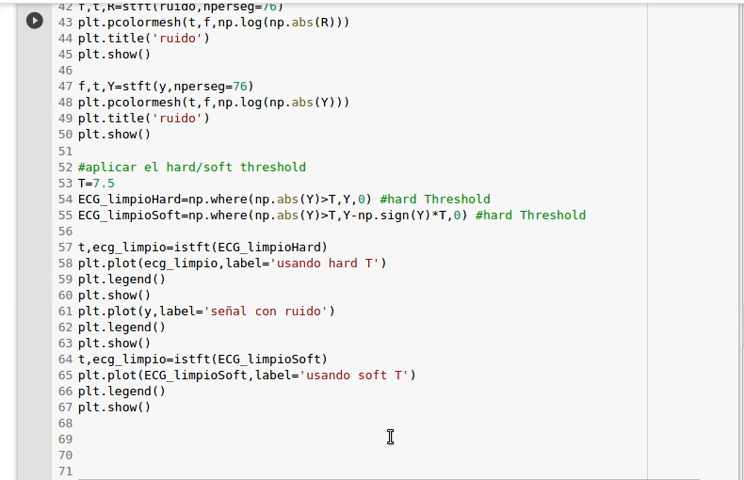 42 f,t,R=stft(ruido,nperseg=76)
43 plt.pcolormesh(t,f,np.log(np.abs(R)))
44 plt.title('ruido')
45 plt.show()
46
47 f,t,Y=stft(y,nperseg=76)
48 plt.pcolormesh(t,f,np.log(np.abs(Y)))
49 plt.title('ruido')
50 plt.show()
51
52 #aplicar el hard/soft threshold
53 T=7.5
54 ECG_limpioHard=np.where(np.abs(Y)>T,Y,0) #hard Threshold
55 ECG_limpioSoft=np.where(np.abs(Y)>T,Y-np.sign(Y)*T,0) #hard Threshold
56
57 t,ecg_limpio=istft(ECG_limpioHard)
58 plt.plot(ecg_limpio,label='usando hard T')
59 plt.legend()
60 plt.show()
61 plt.plot(y,label='señal con ruido')
62 plt.legend()
63 plt.show()
64 t,ecg_limpio=istft(ECG_limpioSoft)
65 plt.plot(ECG_limpioSoft,label='usando soft T')
66 plt.legend()
67 plt.show()
68
69
70
71